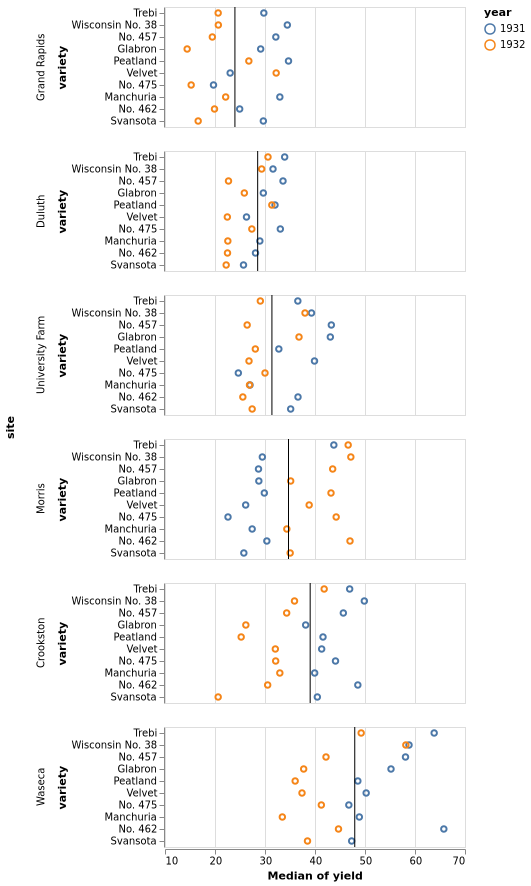 year
1931
1932
site
Grand Rapids
variety
Trebi
Wisconsin No. 38
No. 457
Glabron
Peatland
Velvet
No. 475
Manchuria
No. 462
Svansota
Duluth
variety
Trebi
Wisconsin No. 38
No. 457
Glabron
Peatland
Velvet
No. 475
Manchuria
No. 462
Svansota
University Farm
variety
Trebi
Wisconsin No. 38
No. 457
Glabron
Peatland
Velvet
No. 475
Manchuria
No. 462
Svansota
Morris
variety
Trebi
Wisconsin No. 38
No. 457
Glabron
Peatland
Velvet
No. 475
Manchuria
No. 462
Svansota
Crookston
variety
Trebi
Wisconsin No. 38
No. 457
Glabron
Peatland
Velvet
No. 475
Manchuria
No. 462
Svansota
Waseca
variety
Trebi
Wisconsin No. 38
No. 457
Glabron
Peatland
Velvet
No. 475
Manchuria
No. 462
Svansota
10 20 30 40 50 60 70
Median of yield